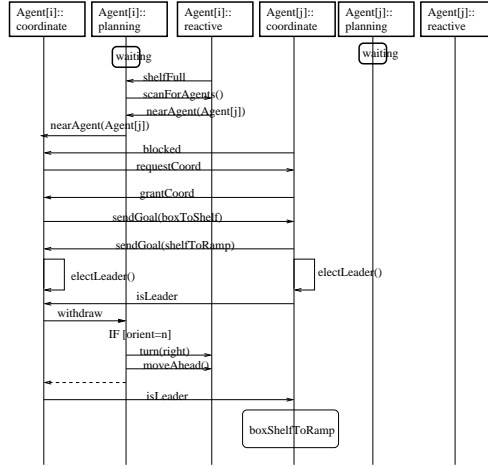 Agent[i]::
coordinate
Agent[i]::
planning
Agent[i]::
reactive
Agent[j]::
coordinate
Agent[j]::
planning
Agent[j]::
reactive
waiting
waiting
shelfFull
scanForAgents()
nearAgent(Agent[j])
nearAgent(Agent[j])
blocked
requestCoord
grantCoord
sendGoal(boxToShelf)
sendGoal(shelfToRamp)
electLeader()
electLeader()
isLeader
withdraw
IF [orient=n]
turn(right)
moveAhead()
isLeader
boxShelfToRamp